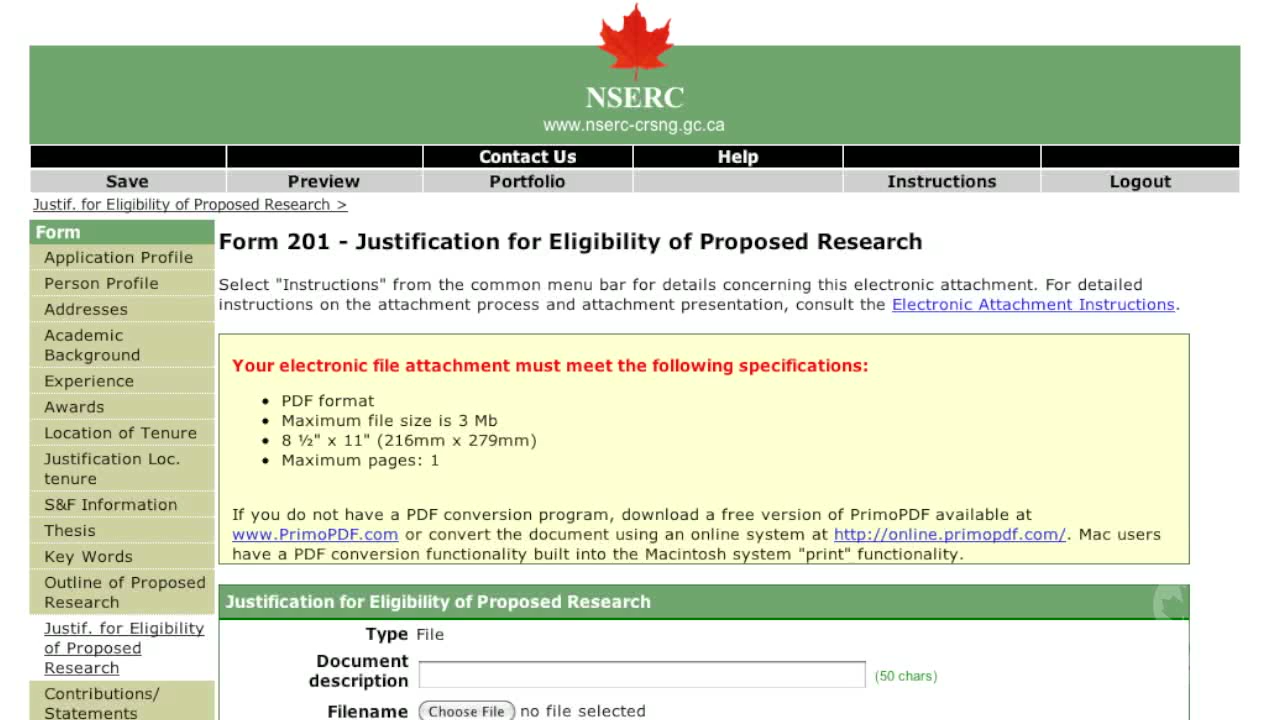 NSERC
www.nserc-crsng.gc.ca
Contact Us Help
Save Preview Portfolio Instructions Logout
Justif. for Eligibility of Proposed Research >
Form
Application Profile
Person Profile
Addresses
Academic
Background
Experience
Awards
Location of Tenure
Justification Loc.
tenure
S&F Information
Thesis
Key Words
Outline of Proposed
Research
Justif. for Eligibility
of Proposed
Research
Contributions/
Statements
Form 201 - Justification for Eligibility of Proposed Research
Select "Instructions" from the common menu bar for details concerning this electronic attachment. For detailed
instructions on the attachment process and attachment presentation, consult the Electronic Attachment Instructions.
Your electronic file attachment must meet the following specifications:
• PDF format
• Maximum file size is 3 Mb
• 8 ½" x 11" (216mm x 279mm)
• Maximum pages: 1
If you do not have a PDF conversion program, download a free version of PrimoPDF available at
www.PrimoPDF.com or convert the document using an online system at http://online.primopdf.com/. Mac users
have a PDF conversion functionality built into the Macintosh system "print" functionality.
Justification for Eligibility of Proposed Research
Type File
Document
description (50 chars)
Filename Choose File no file selected